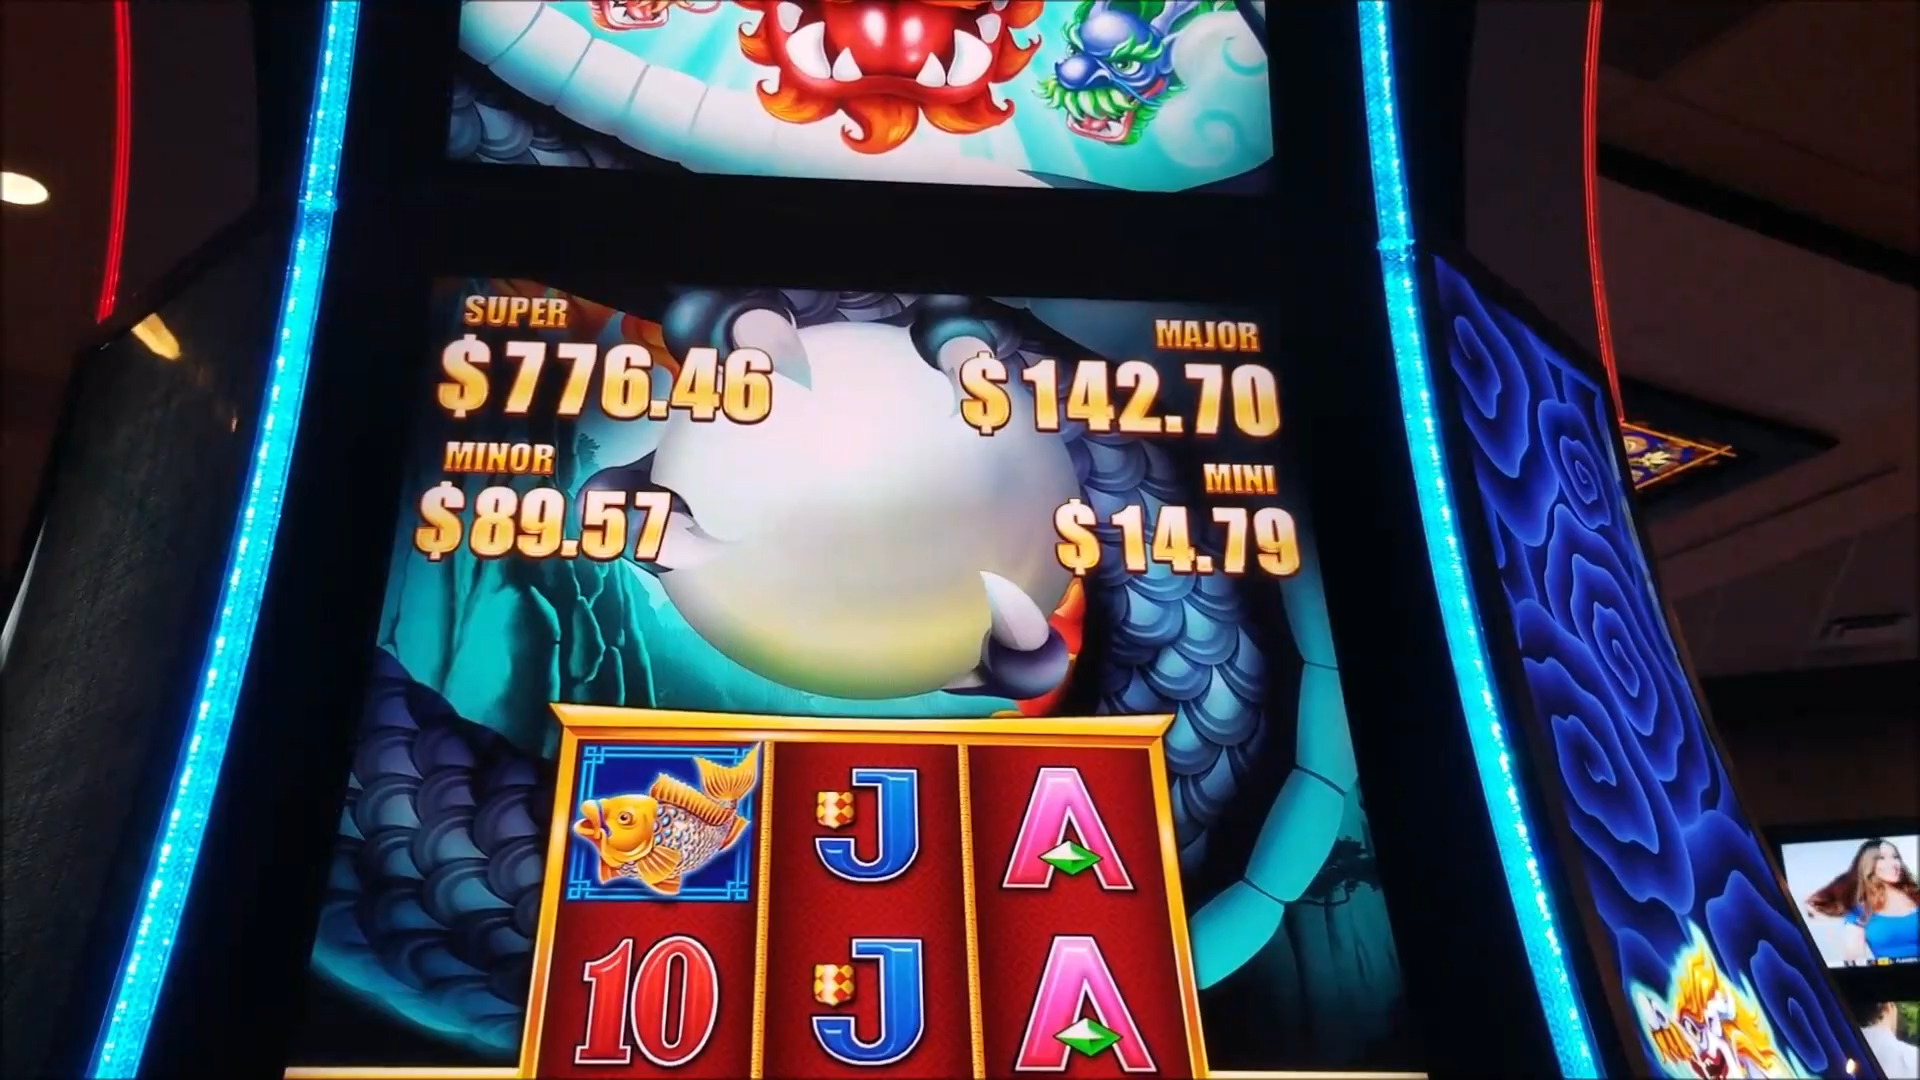 SUPER
$776.46
MAJOR
$142.70
MINOR
$89.57
MINI
$14.79
J
A
10
J
A